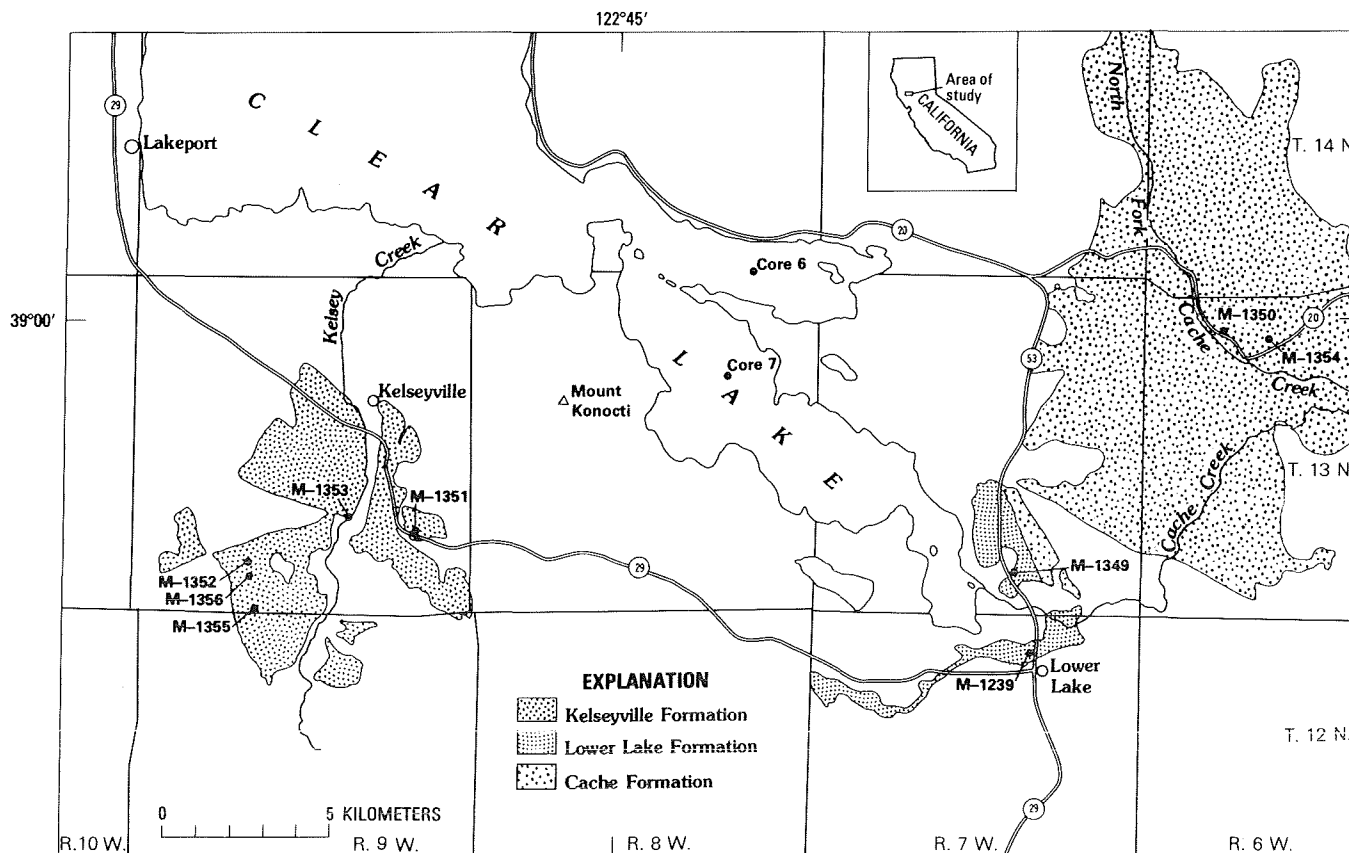 122°45'
29
Lakeport
C L E A R
L A K E
Creek
Kelsey
Area of
study
CALIFORNIA
North
Fork
Cache
Creek
T. 14 N
20
Core 6
39°00'
M-1350
20
M-1354
53
Core 7
Kelseyville
Mount
Konocti
T. 13 N
Cache Creek
M-1353
M-1351
M-1352
M-1356
M-1355
29
M-1349
M-1239
Lower
Lake
EXPLANATION
Kelseyville Formation
Lower Lake Formation
Cache Formation
T. 12 N.
0 5 KILOMETERS
29
R. 10 W.
R. 9 W.
R. 8 W.
R. 7 W.
R. 6 W.